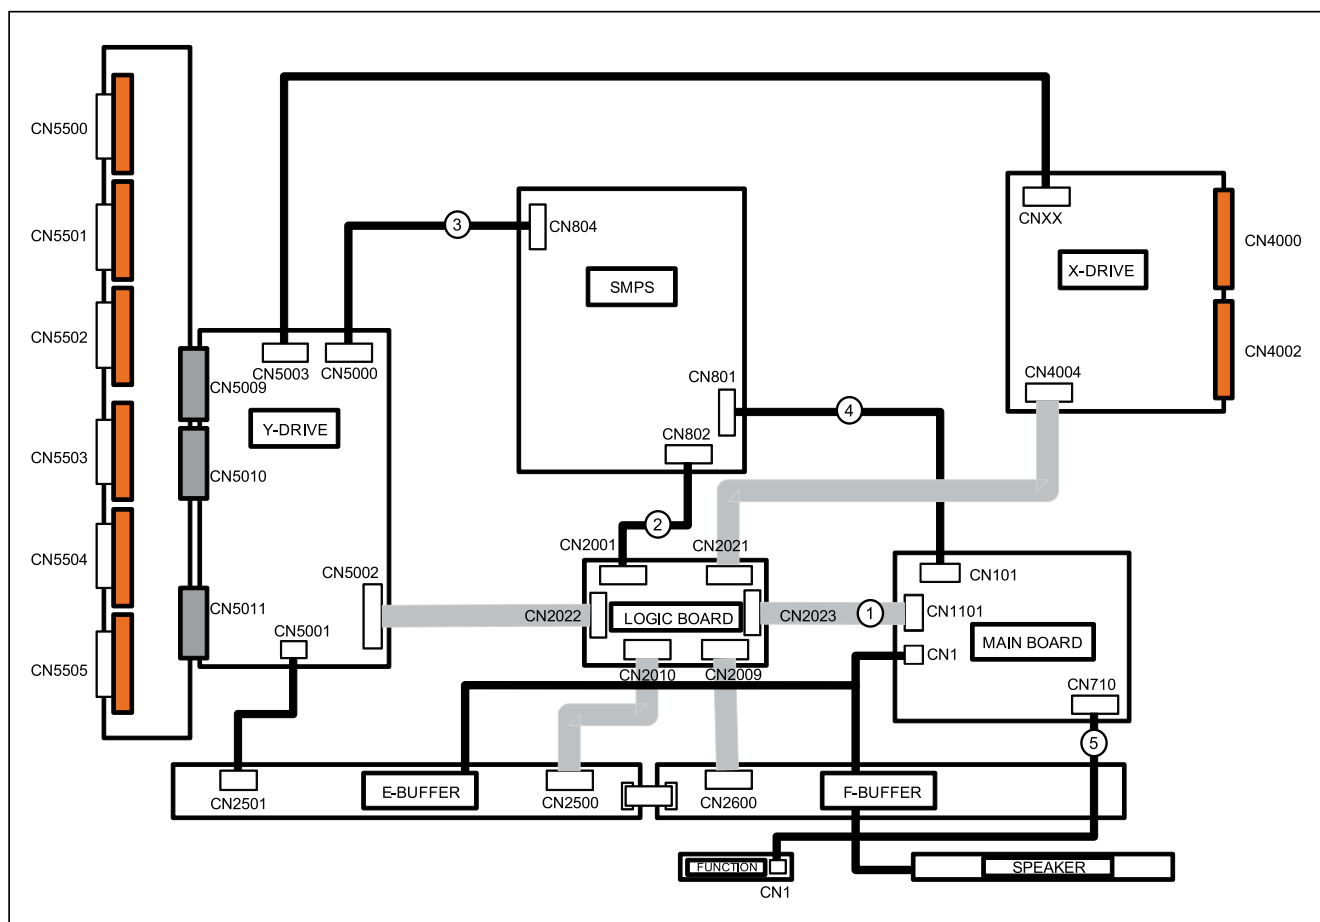 CN5500
CN5501
CN5502
CN5503
CN5504
CN5505
CN5009
CN5010
CN5011
CN5003
CN5000
Y-DRIVE
CN5002
CN5001
3
CN804
SMPS
CN801
CN802
4
2
CNXX
X-DRIVE
CN4000
CN4002
CN4004
CN2001
CN2021
CN2022
LOGIC BOARD
CN2023
CN2010
CN2009
1
CN101
CN1101
MAIN BOARD
CN1
CN710
5
CN2501
E-BUFFER
CN2500
CN2600
F-BUFFER
FUNCTION
CN1
SPEAKER